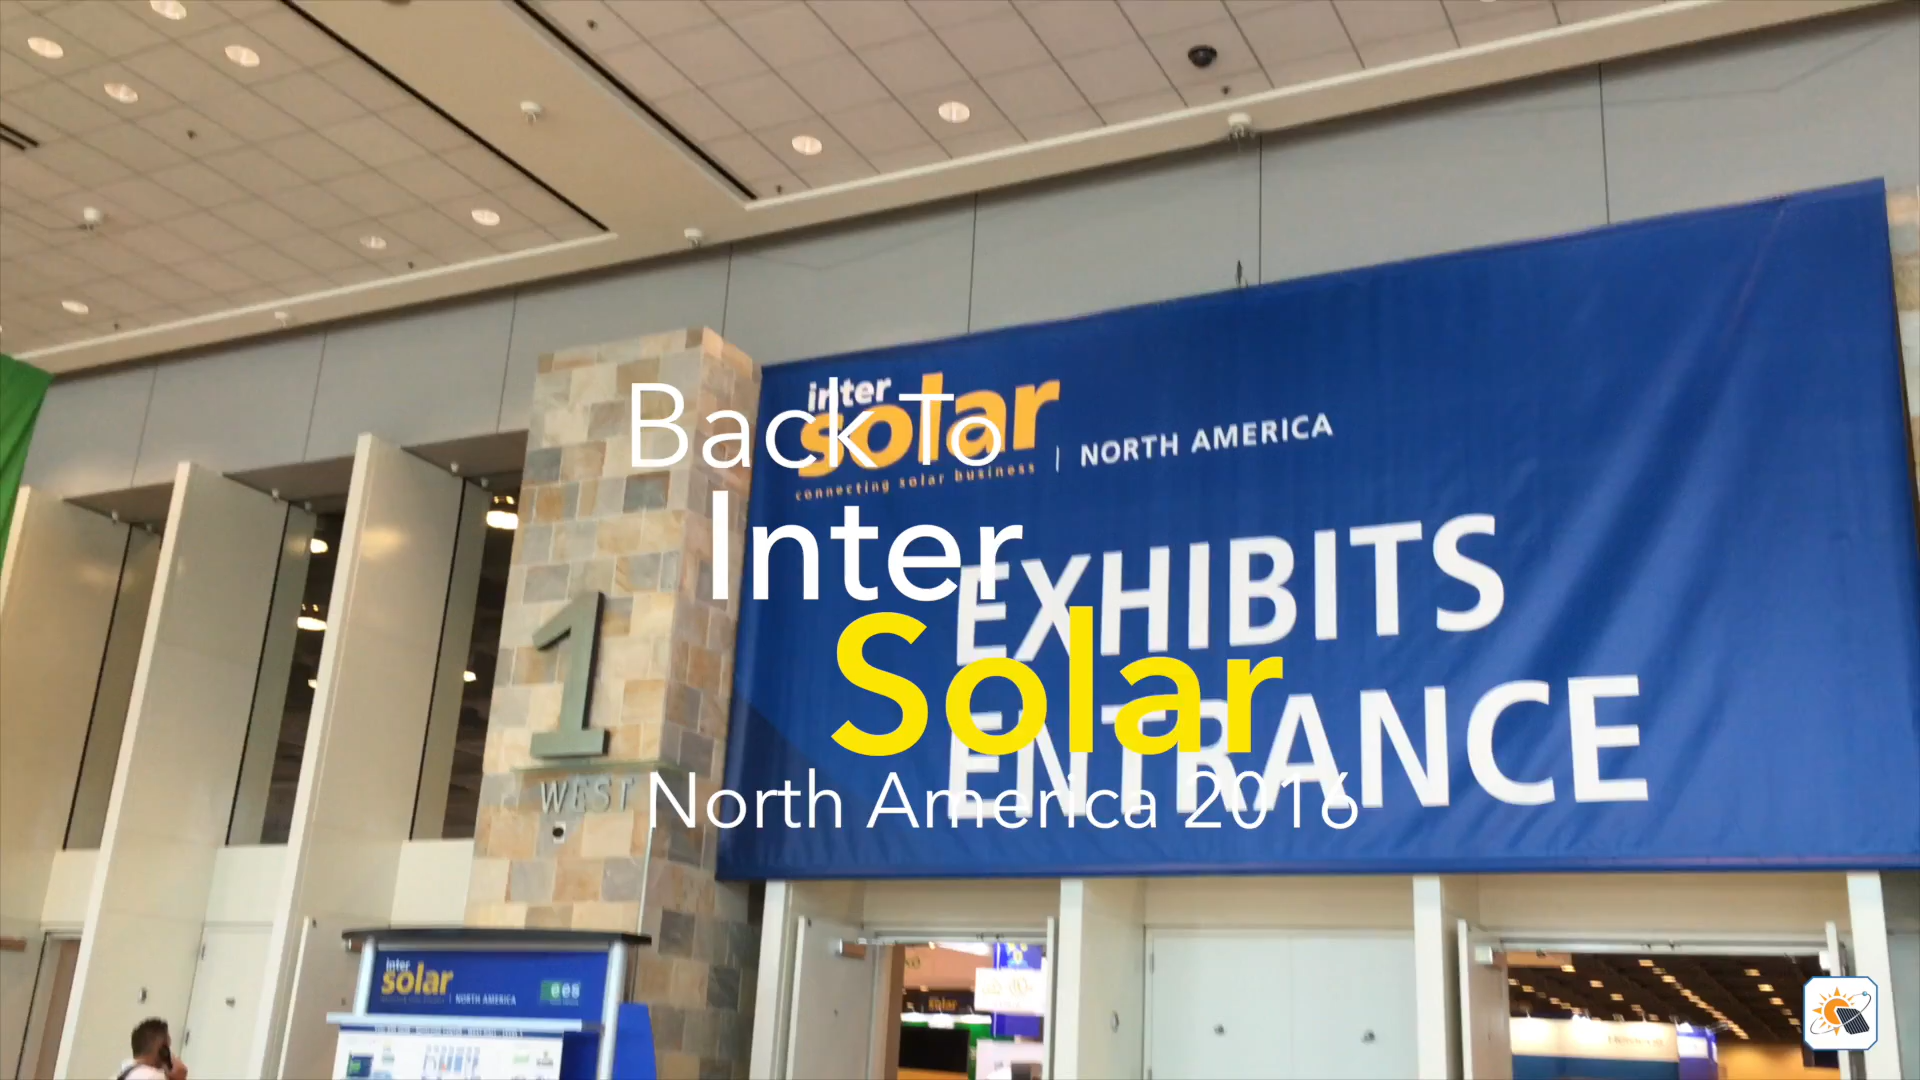 Back To
Inter
Solar
North America 2016
inter
solar
connecting solar business
| NORTH AMERICA
EXHIBITS
ENTRANCE
1
WEST
inter
solar
| NORTH AMERICA
ees
solar